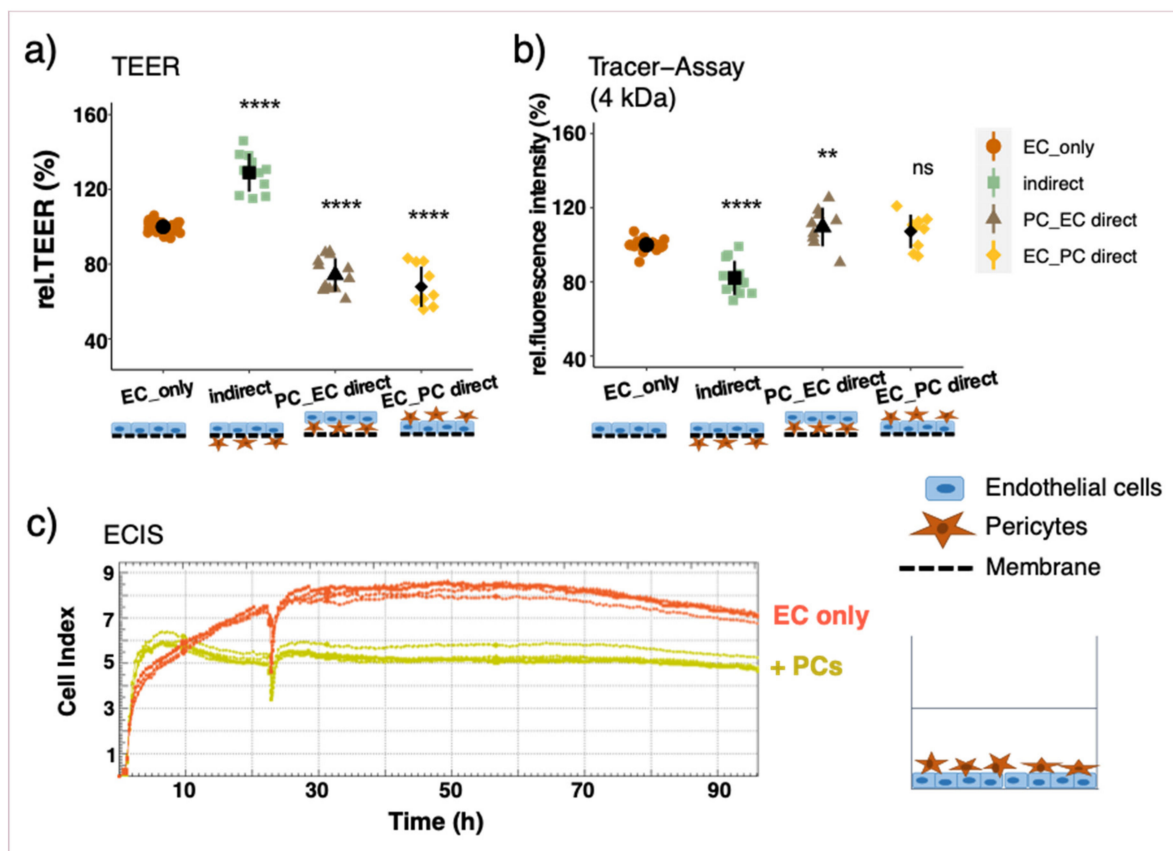 a)
TEER
rel.TEER (%)
160
120
80
40
****
****
****
EC_only
indirect
PC_EC direct
EC_PC direct
b)
Tracer–Assay
(4 kDa)
rel.fluorescence intensity (%)
160
120
80
40
****
**
ns
EC_only
indirect
PC_EC direct
EC_PC direct
EC_only
indirect
PC_EC direct
EC_PC direct
Endothelial cells
Pericytes
Membrane
c)
ECIS
Cell Index
9
7
5
3
1
10
30
50
70
90
Time (h)
EC only
+ PCs